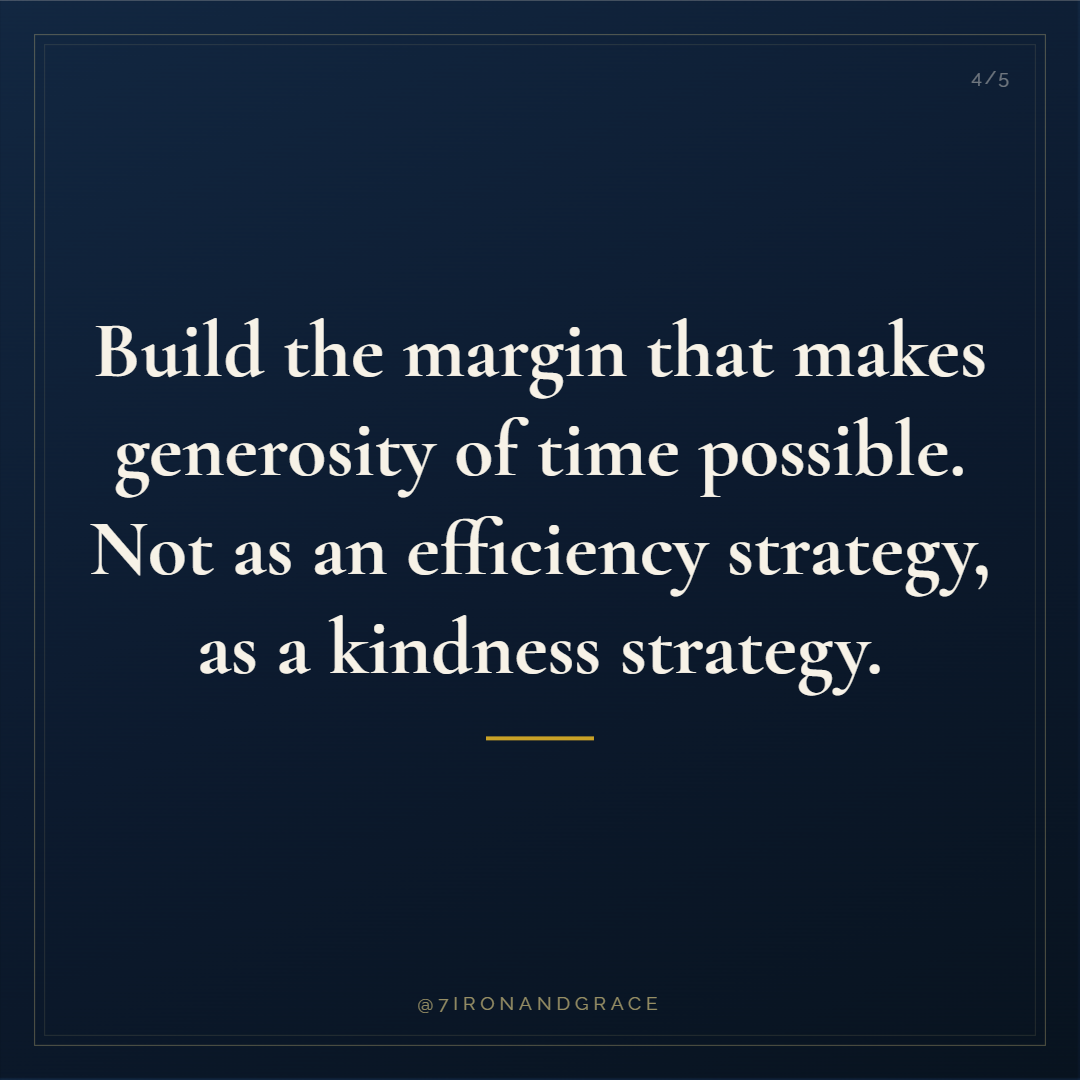 4/5
Build the margin that makes
generosity of time possible.
Not as an efficiency strategy,
as a kindness strategy.
@7IRONANDGRACE